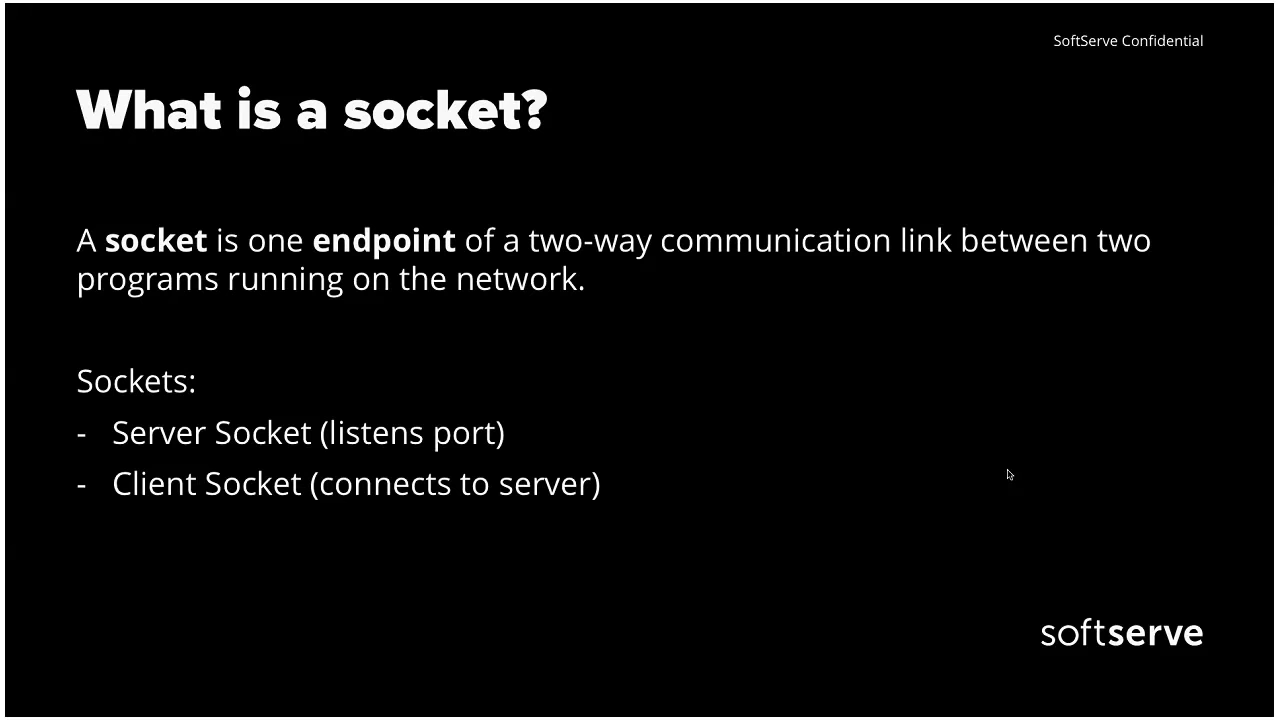 SoftServe Confidential
What is a socket?
A socket is one endpoint of a two-way communication link between two
programs running on the network.
Sockets:
- Server Socket (listens port)
- Client Socket (connects to server)
softserve